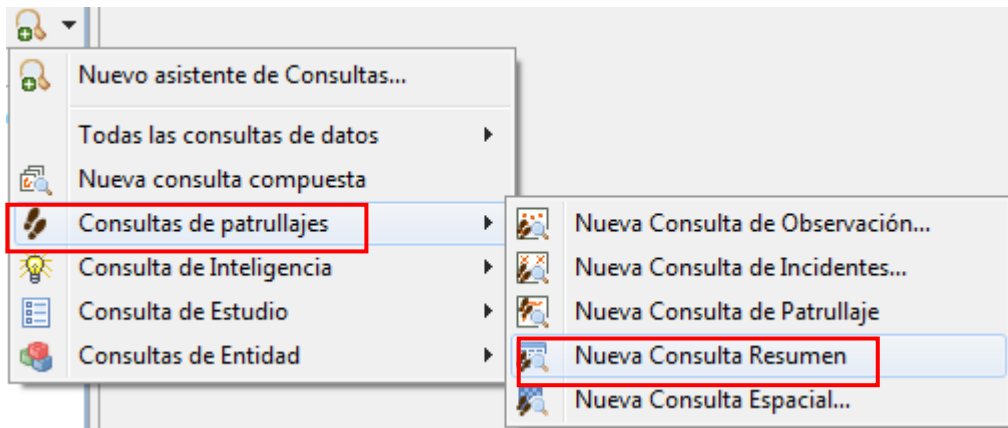 Nuevo asistente de Consultas...
Todas las consultas de datos
Nueva consulta compuesta
Consultas de patrullajes
Consulta de Inteligencia
Consulta de Estudio
Consultas de Entidad
Nueva Consulta de Observación...
Nueva Consulta de Incidentes...
Nueva Consulta de Patrullaje
Nueva Consulta Resumen
Nueva Consulta Espacial...